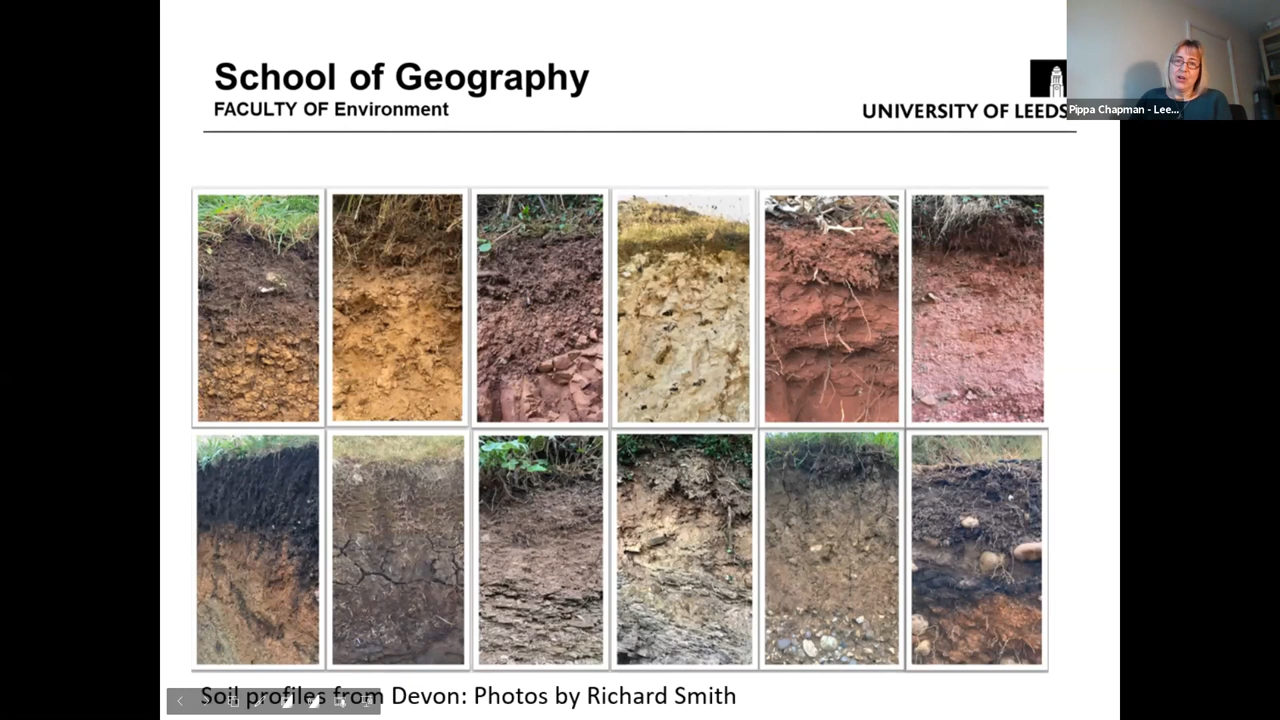 School of Geography
FACULTY OF Environment
UNIVERSITY OF LEEDS
Pippa Chapman - Lee...
Soil profiles from Devon: Photos by Richard Smith